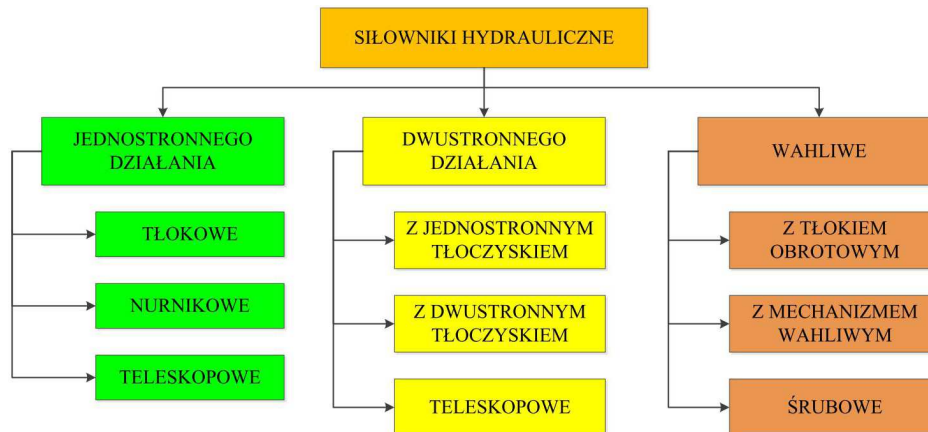 SIŁOWNIKI HYDRAULICZNE
JEDNOSTRONNEGO
DZIAŁANIA
TŁOKOWE
NURNIKOWE
TELESKOPOWE
DWUSTRONNEGO
DZIAŁANIA
Z JEDNOSTRONNYM
TŁOCZYSKIEM
Z DWUSTRONNYM
TŁOCZYSKIEM
TELESKOPOWE
WAHLIWE
Z TŁOKIEM
OBROTOWYM
Z MECHANIZMEM
WAHLIWYM
ŚRUBOWE